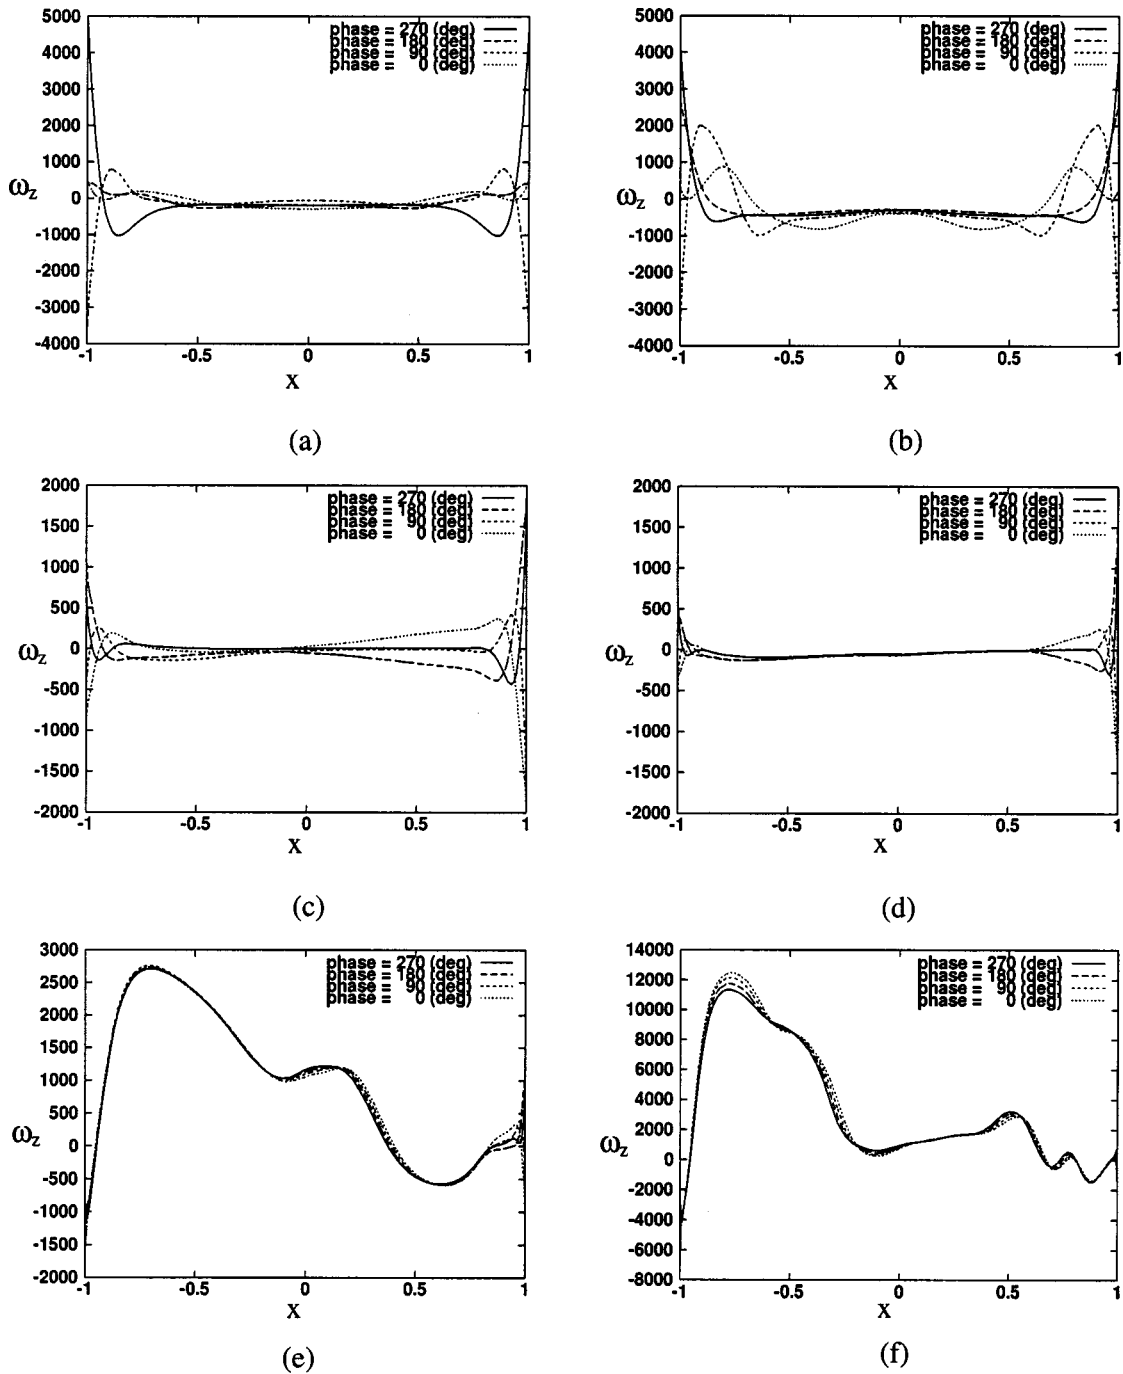 5000
4000
3000
2000
1000
0
-1000
-2000
-3000
-4000
ωz
-1
-0.5
0
0.5
1
x
phase = 270 (deg)
phase = 180 (deg)
phase = 90 (deg)
phase = 0 (deg)
(a)
5000
4000
3000
2000
1000
0
-1000
-2000
-3000
-4000
ωz
-1
-0.5
0
0.5
1
x
phase = 270 (deg)
phase = 180 (deg)
phase = 90 (deg)
phase = 0 (deg)
(b)
2000
1500
1000
500
0
-500
-1000
-1500
-2000
ωz
-1
-0.5
0
0.5
1
x
phase = 270 (deg)
phase = 180 (deg)
phase = 90 (deg)
phase = 0 (deg)
(c)
2000
1500
1000
500
0
-500
-1000
-1500
-2000
ωz
-1
-0.5
0
0.5
1
x
phase = 270 (deg)
phase = 180 (deg)
phase = 90 (deg)
phase = 0 (deg)
(d)
3000
2500
2000
1500
1000
500
0
-500
-1000
-1500
-2000
ωz
-1
-0.5
0
0.5
1
x
phase = 270 (deg)
phase = 180 (deg)
phase = 90 (deg)
phase = 0 (deg)
(e)
14000
12000
10000
8000
6000
4000
2000
0
-2000
-4000
-6000
-8000
ωz
-1
-0.5
0
0.5
1
x
phase = 270 (deg)
phase = 180 (deg)
phase = 90 (deg)
phase = 0 (deg)
(f)